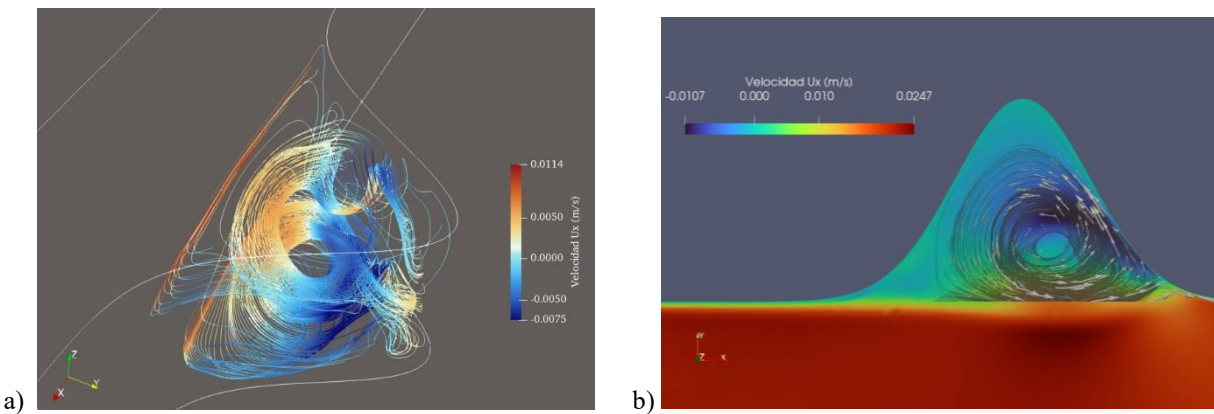 a)
0.0114
0.0050
0.0000
-0.0050
-0.0075
Velocidad Ux (m/s)
Z
Y
X
b)
Velocidad Ux (m/s)
-0.0107 0.000 0.010 0.0247
Y
Z X